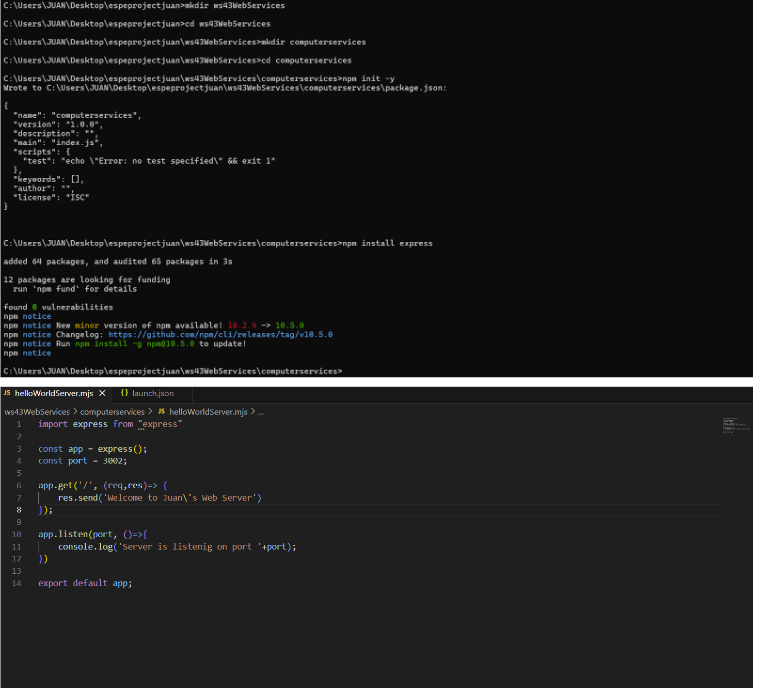 C:\Users\JUAN\Desktop\espeprojectjuan>mkdir ws43WebServices
C:\Users\JUAN\Desktop\espeprojectjuan>cd ws43WebServices
C:\Users\JUAN\Desktop\espeprojectjuan\ws43WebServices>mkdir computerservices
C:\Users\JUAN\Desktop\espeprojectjuan\ws43WebServices>cd computerservices
C:\Users\JUAN\Desktop\espeprojectjuan\ws43WebServices\computerservices>npm init -y
Wrote to C:\Users\JUAN\Desktop\espeprojectjuan\ws43WebServices\computerservices\package.json:
{
"name": "computerservices",
"version": "1.0.0",
"description": "",
"main": "index.js",
"scripts": {
"test": "echo \"Error: no test specified\" && exit 1"
},
"keywords": [],
"author": "",
"license": "ISC"
}
C:\Users\JUAN\Desktop\espeprojectjuan\ws43WebServices\computerservices>npm install express
added 64 packages, and audited 65 packages in 3s
12 packages are looking for funding
run `npm fund` for details
found 0 vulnerabilities
npm notice
npm notice New minor version of npm available! 10.2.4 -> 10.5.0
npm notice Changelog: https://github.com/npm/cli/releases/tag/v10.5.0
npm notice Run npm install -g npm@10.5.0 to update!
npm notice
C:\Users\JUAN\Desktop\espeprojectjuan\ws43WebServices\computerservices>
JS helloWorldServer.mjs × {} launch.json
ws43WebServices > computerservices > JS helloWorldServer.mjs > ...
1 import express from "express"
2
3 const app = express();
4 const port = 3002;
5
6 app.get('/', (req,res)=> {
7 res.send('Welcome to Juan\'s Web Server')
8 });
9
10 app.listen(port, ()=>{
11 console.log('Server is listenig on port '+port);
12 })
13
14 export default app;